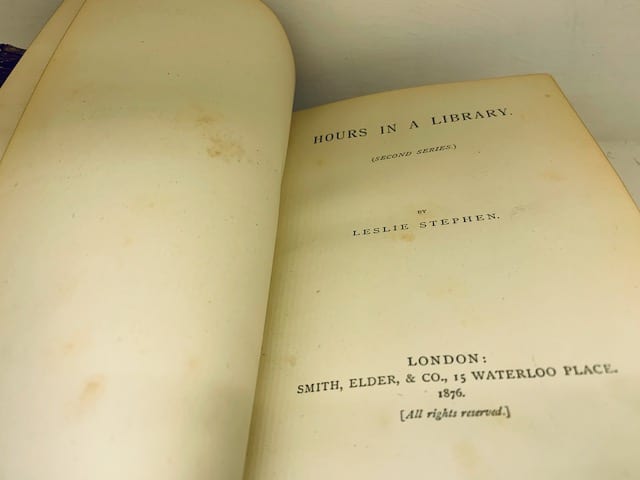 HOURS IN A LIBRARY.
(SECOND SERIES.)
BY
LESLIE STEPHEN.
LONDON:
SMITH, ELDER, & CO., 15 WATERLOO PLACE.
1876.
[All rights reserved.]